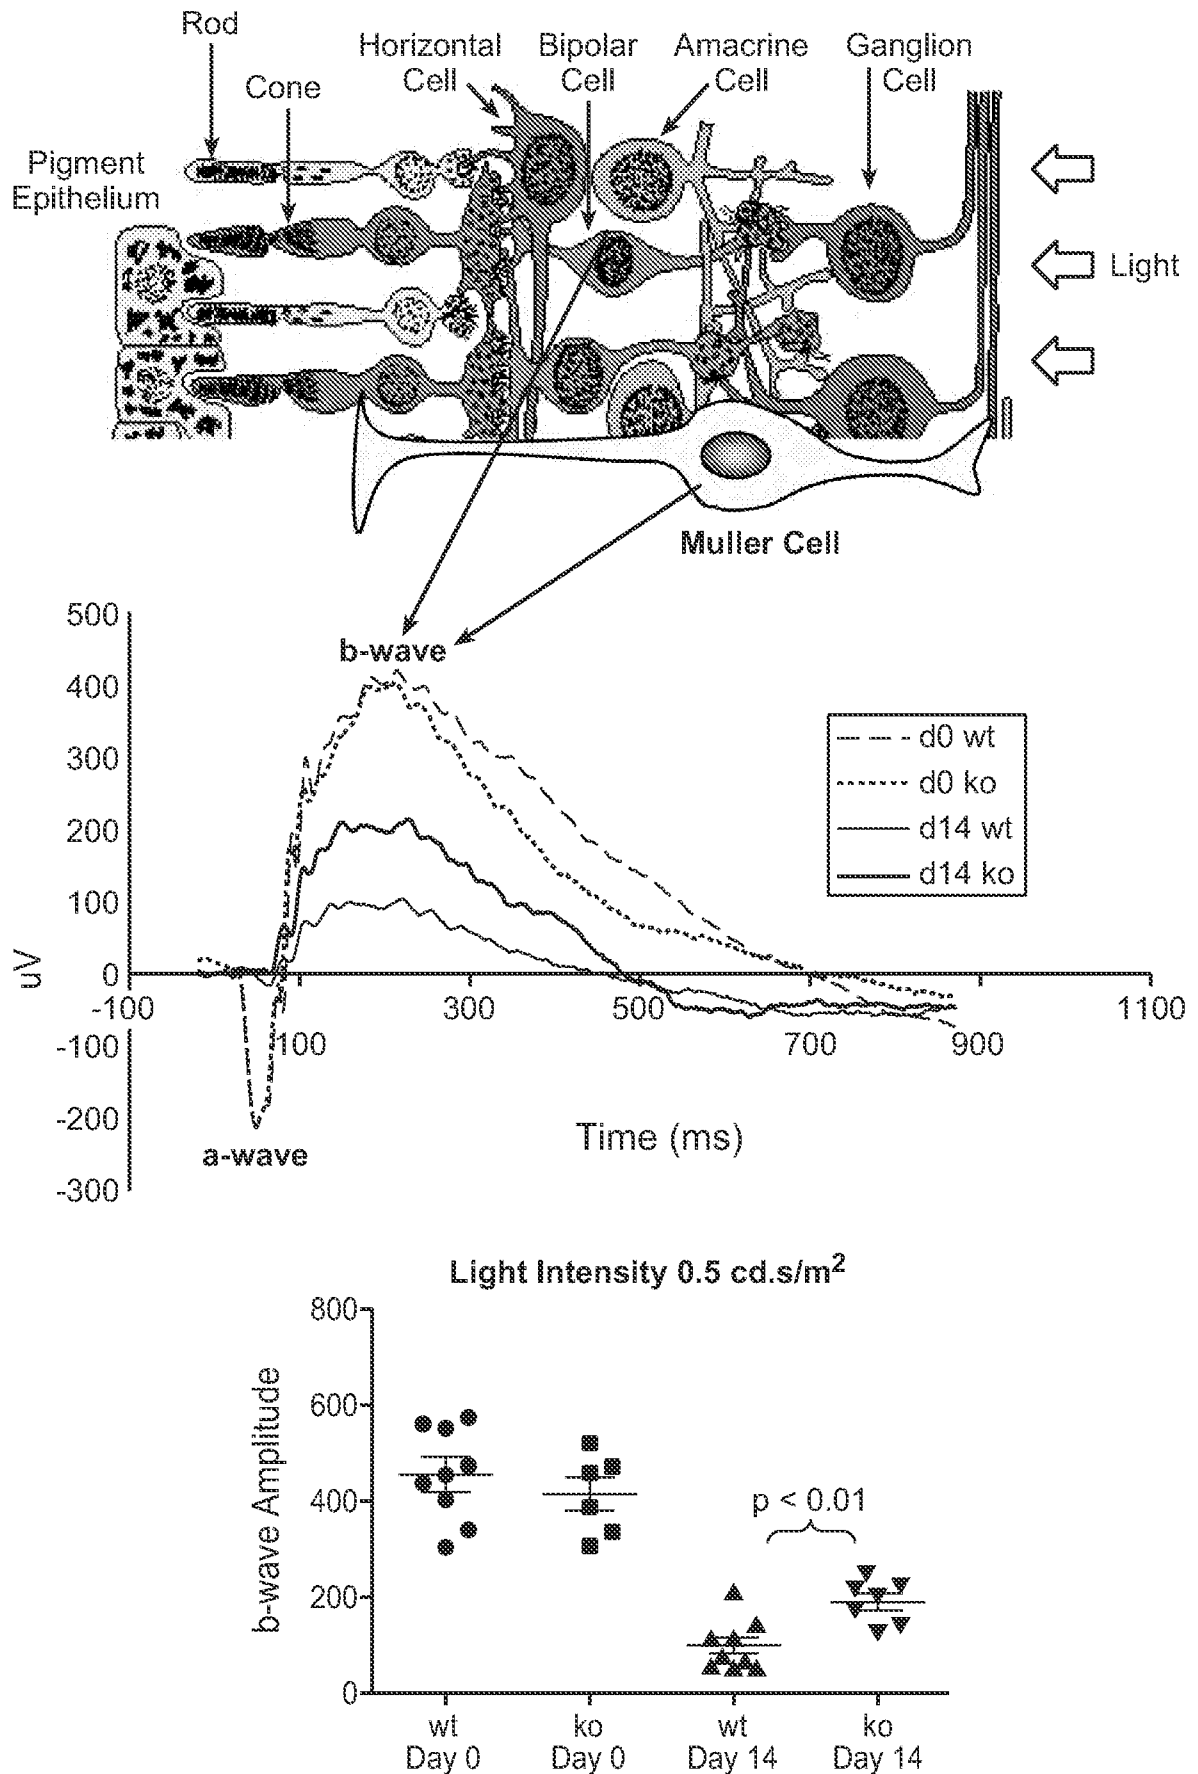 Rod
Horizontal Cell
Bipolar Cell
Amacrine Cell
Ganglion Cell
Cone
Pigment Epithelium
Light
Muller Cell
500
b-wave
400
300
200
100
0
-100
-200
-300
uV
-100
100
300
500
700
900
1100
a-wave
Time (ms)
d0 wt
d0 ko
d14 wt
d14 ko
Light Intensity 0.5 cd.s/m²
800
600
400
200
0
b-wave Amplitude
p < 0.01
wt Day 0
ko Day 0
wt Day 14
ko Day 14